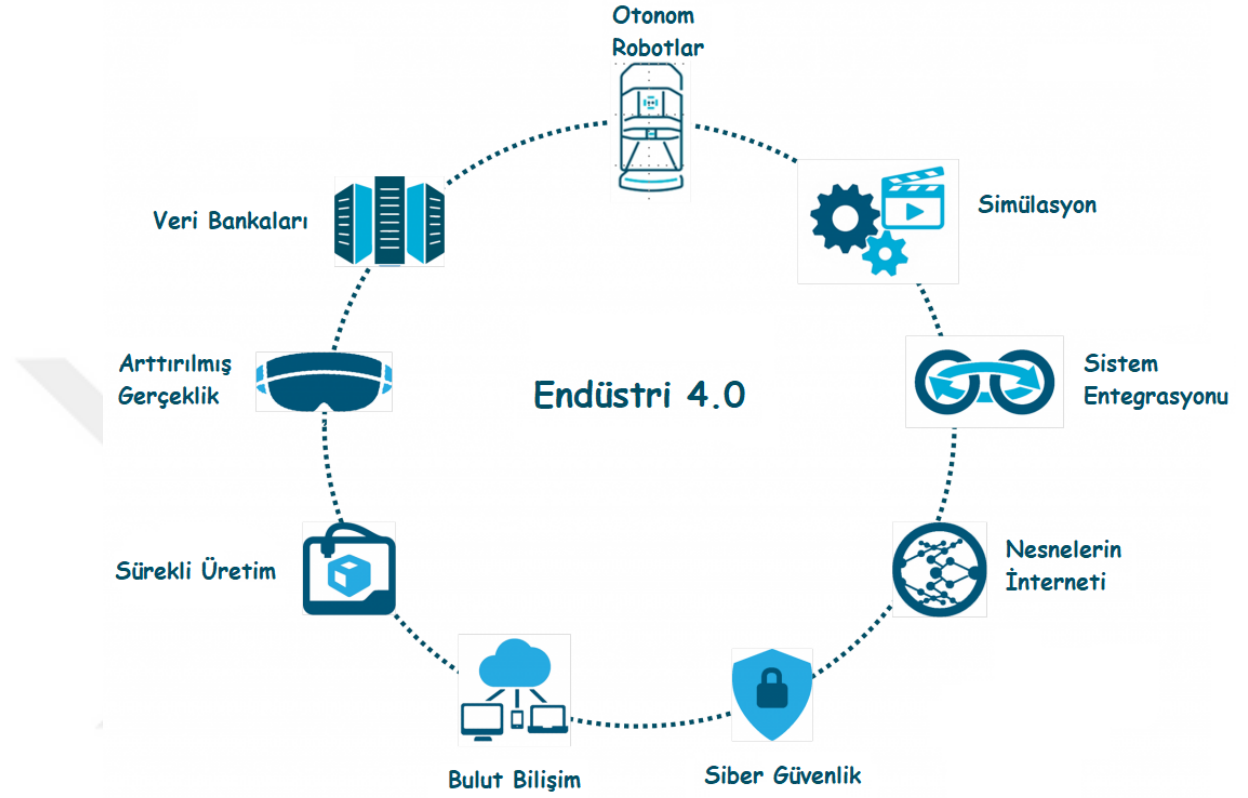 Otonom
Robotlar
Simülasyon
Veri Bankaları
Arttırılmış
Gerçeklik
Endüstri 4.0
Sistem
Entegrasyonu
Sürekli Üretim
Nesnelerin
İnterneti
Bulut Bilişim
Siber Güvenlik